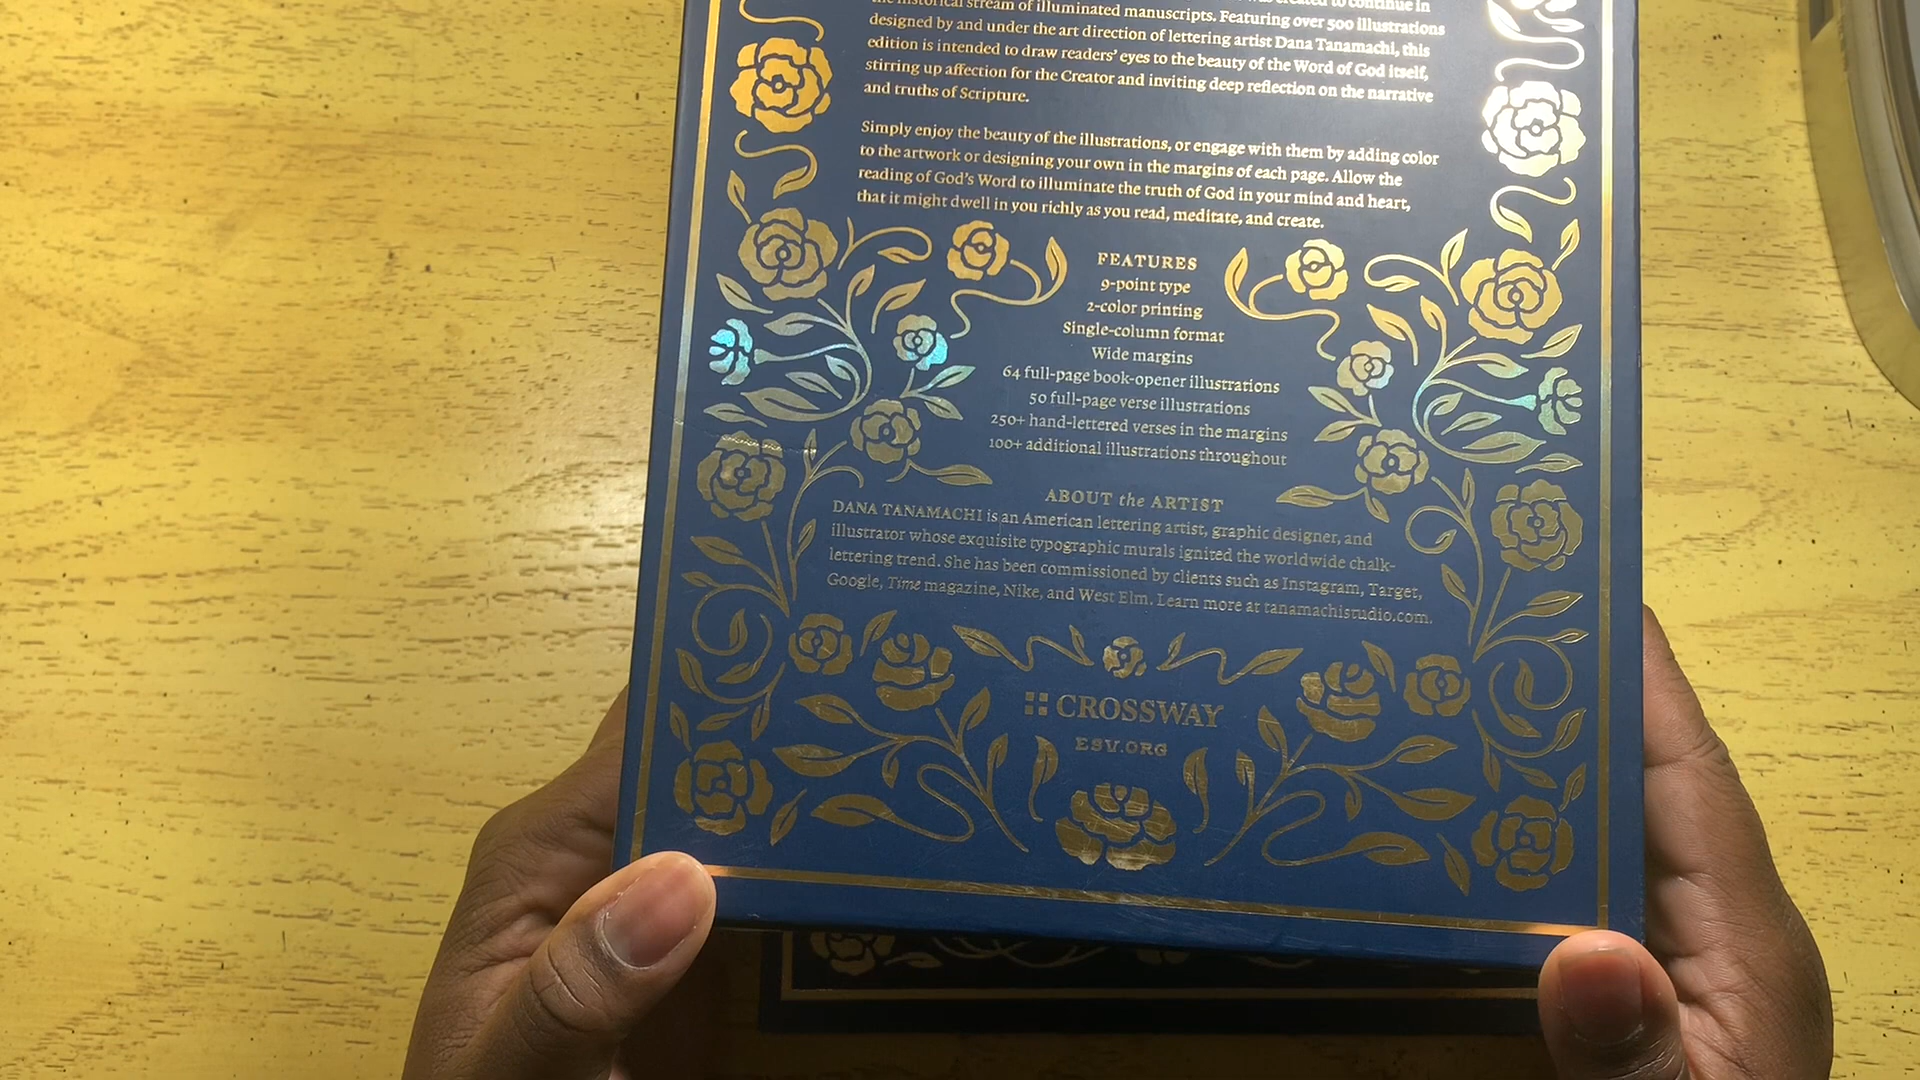 created to continue in
the historical stream of illuminated manuscripts. Featuring over 500 illustrations
designed by and under the art direction of lettering artist Dana Tanamachi, this
edition is intended to draw readers' eyes to the beauty of the Word of God itself,
stirring up affection for the Creator and inviting deep reflection on the narrative
and truths of Scripture.
Simply enjoy the beauty of the illustrations, or engage with them by adding color
to the artwork or designing your own in the margins of each page. Allow the
reading of God's Word to illuminate the truth of God in your mind and heart,
that it might dwell in you richly as you read, meditate, and create.
FEATURES
9-point type
2-color printing
Single-column format
Wide margins
64 full-page book-opener illustrations
50 full-page verse illustrations
250+ hand-lettered verses in the margins
100+ additional illustrations throughout
ABOUT the ARTIST
DANA TANAMACHI is an American lettering artist, graphic designer, and
illustrator whose exquisite typographic murals ignited the worldwide chalk-
lettering trend. She has been commissioned by clients such as Instagram, Target,
Google, Time magazine, Nike, and West Elm. Learn more at tanamachistudio.com.
CROSSWAY
ESV.ORG